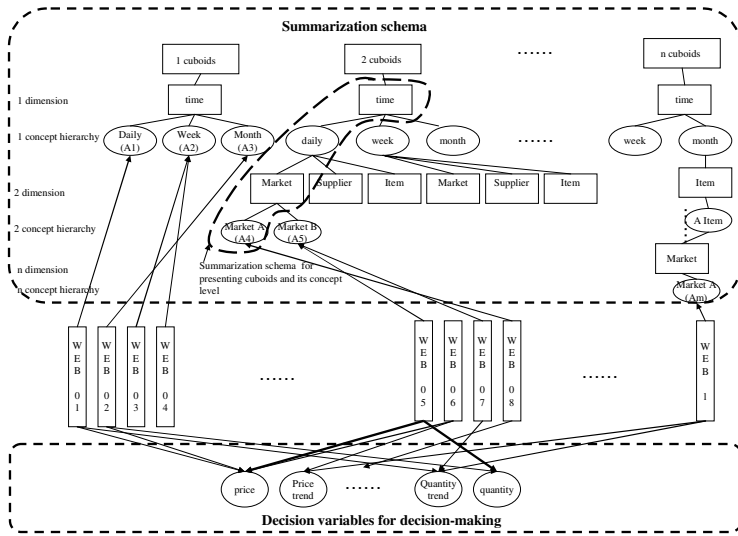 Summarization schema
1 cuboids
2 cuboids
......
n cuboids
1 dimension
time
time
time
1 concept hierarchy
Daily
(A1)
Week
(A2)
Month
(A3)
daily
week
month
......
week
month
2 dimension
Market
Supplier
Item
Market
Supplier
Item
Item
2 concept hierarchy
Market A
(A4)
Market B
(A5)
A Item
n dimension
Market
n concept hierarchy
Market A
(Am)
Summarization schema for
presenting cuboids and its concept
level
WEB 01
WEB 02
WEB 03
WEB 04
......
WEB 05
WEB 06
WEB 07
WEB 08
......
WEB 1
price
Price
trend
......
Quantity
trend
quantity
Decision variables for decision-making